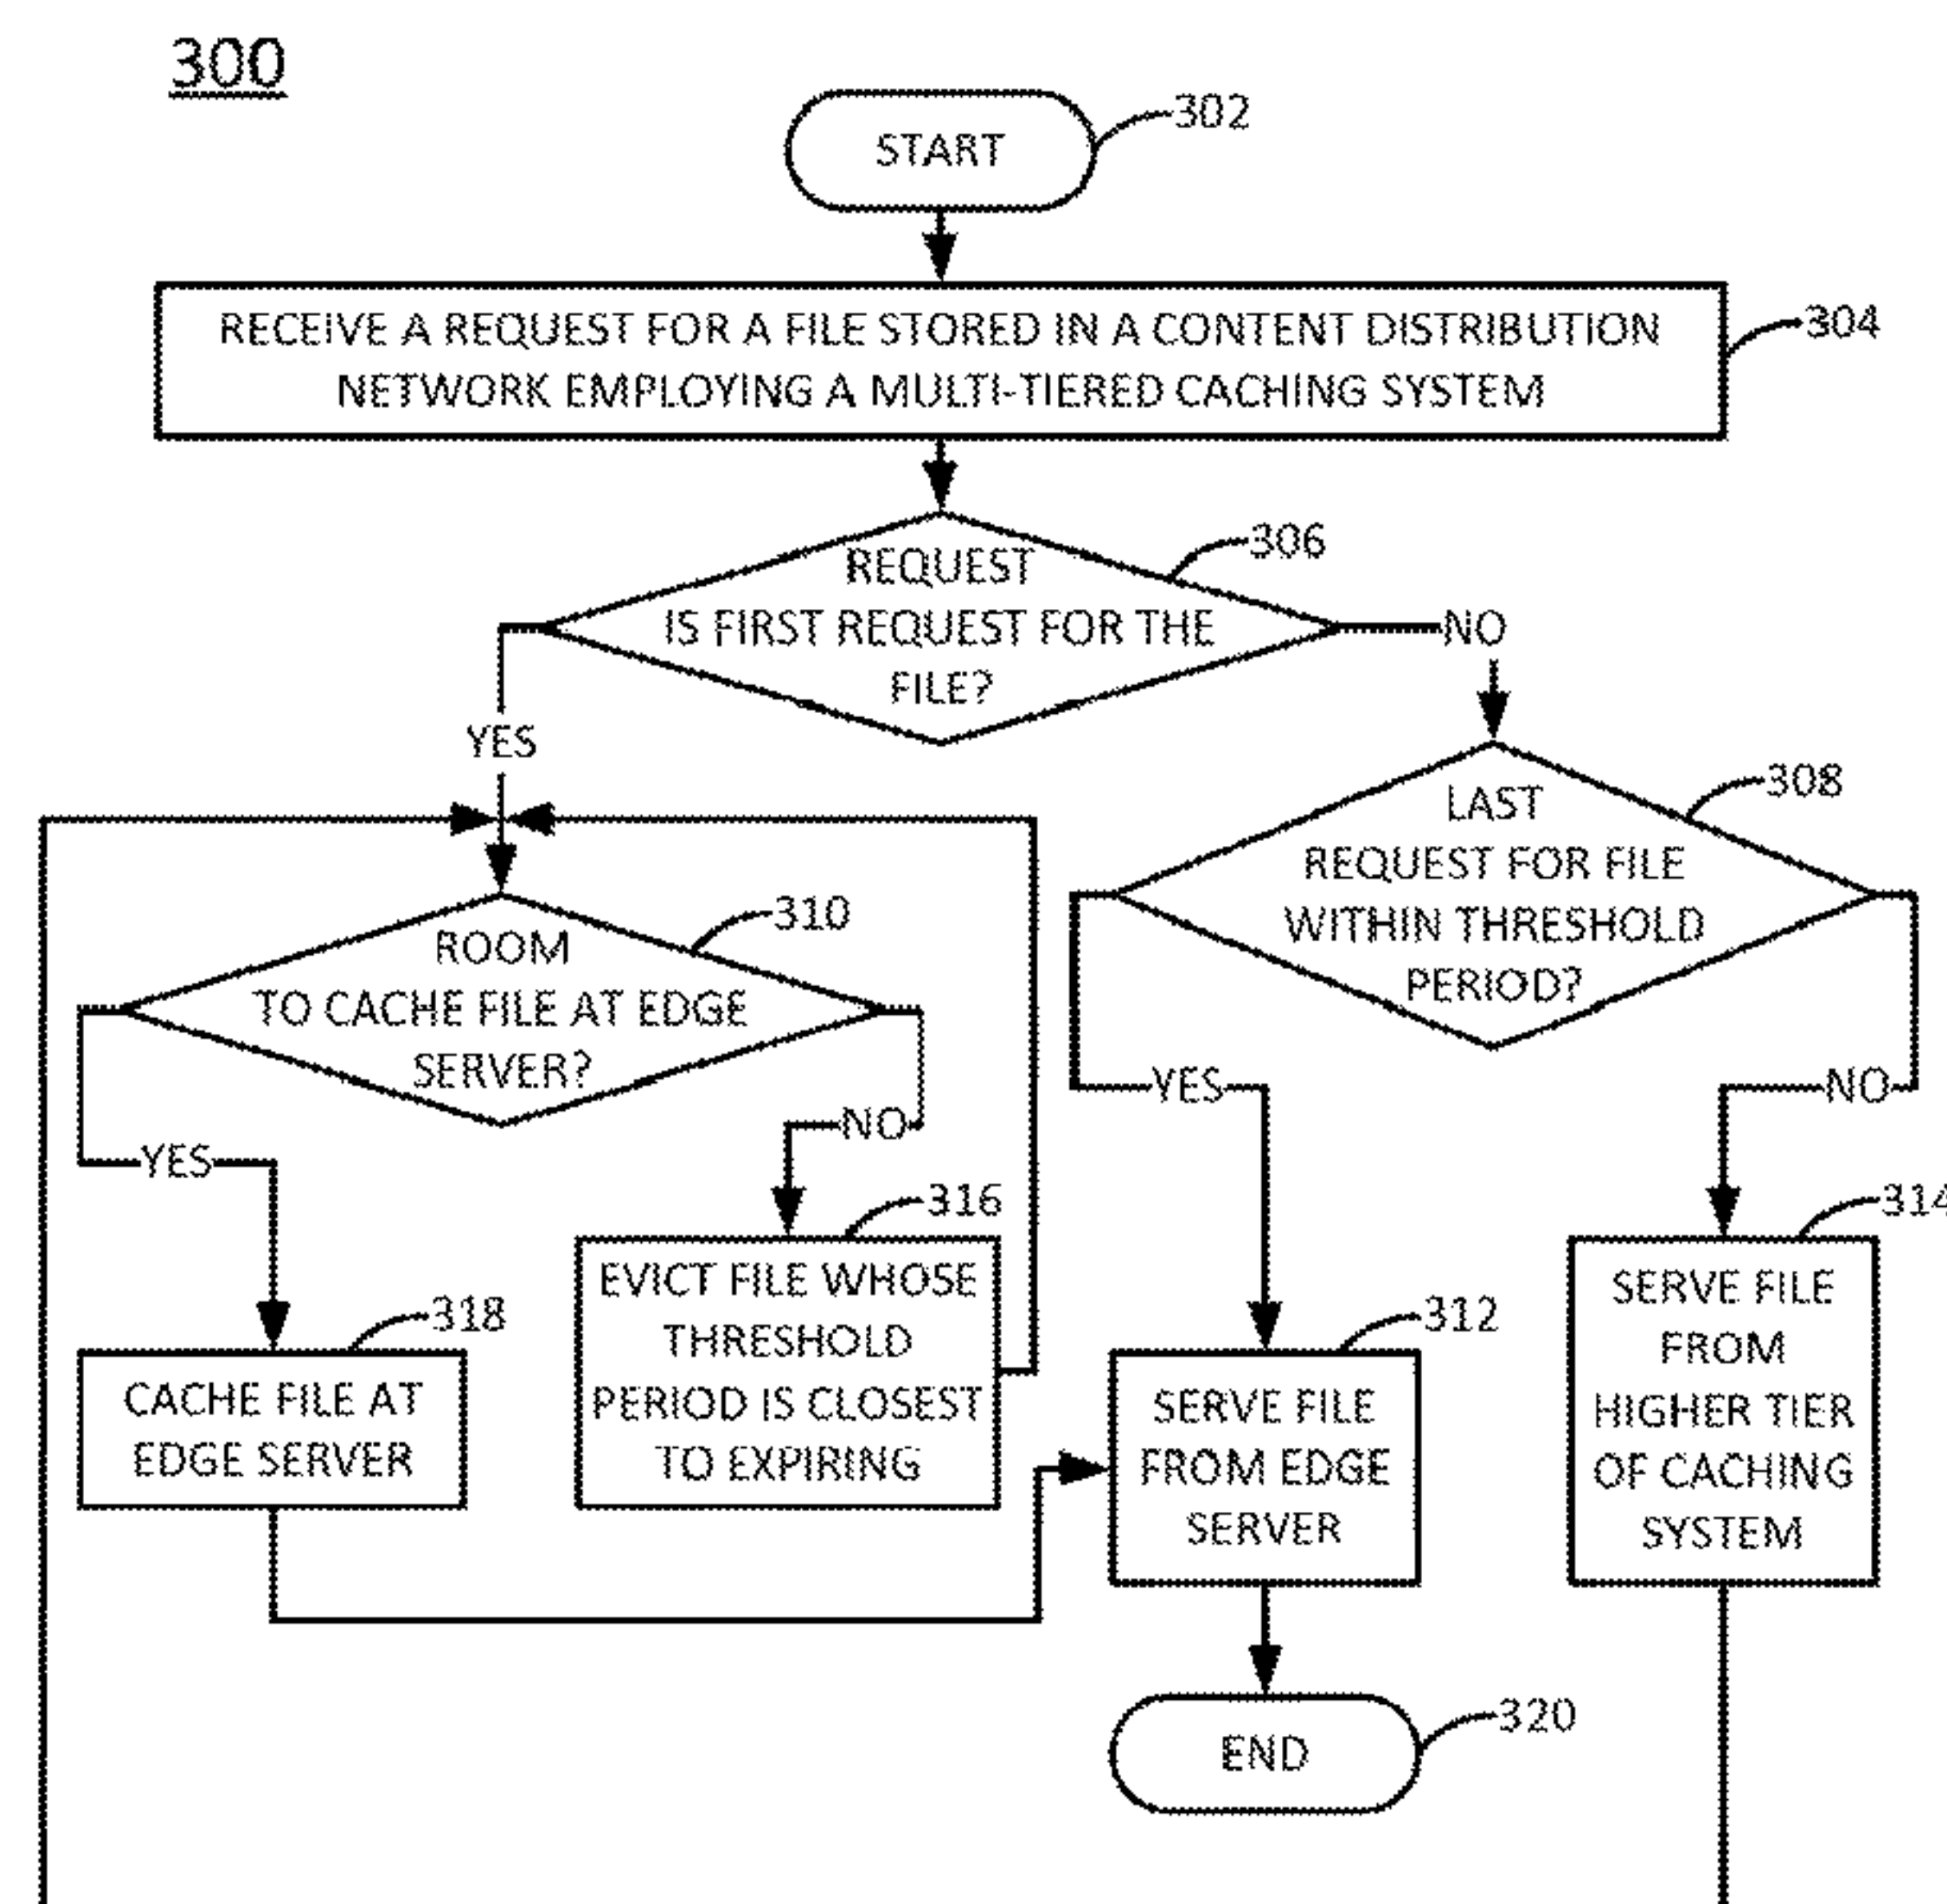 300
302
START
RECEIVE A REQUEST FOR A FILE STORED IN A CONTENT DISTRIBUTION
NETWORK EMPLOYING A MULTI-TIERED CACHING SYSTEM
304
306
REQUEST
IS FIRST REQUEST FOR THE
FILE?
NO
YES
308
LAST
REQUEST FOR FILE
WITHIN THRESHOLD
PERIOD?
310
ROOM
TO CACHE FILE AT EDGE
SERVER?
YES
NO
NO
YES
316
EVICT FILE WHOSE
THRESHOLD
PERIOD IS CLOSEST
TO EXPIRING
314
SERVE FILE
FROM
HIGHER TIER
OF CACHING
SYSTEM
318
CACHE FILE AT
EDGE SERVER
312
SERVE FILE
FROM EDGE
SERVER
320
END